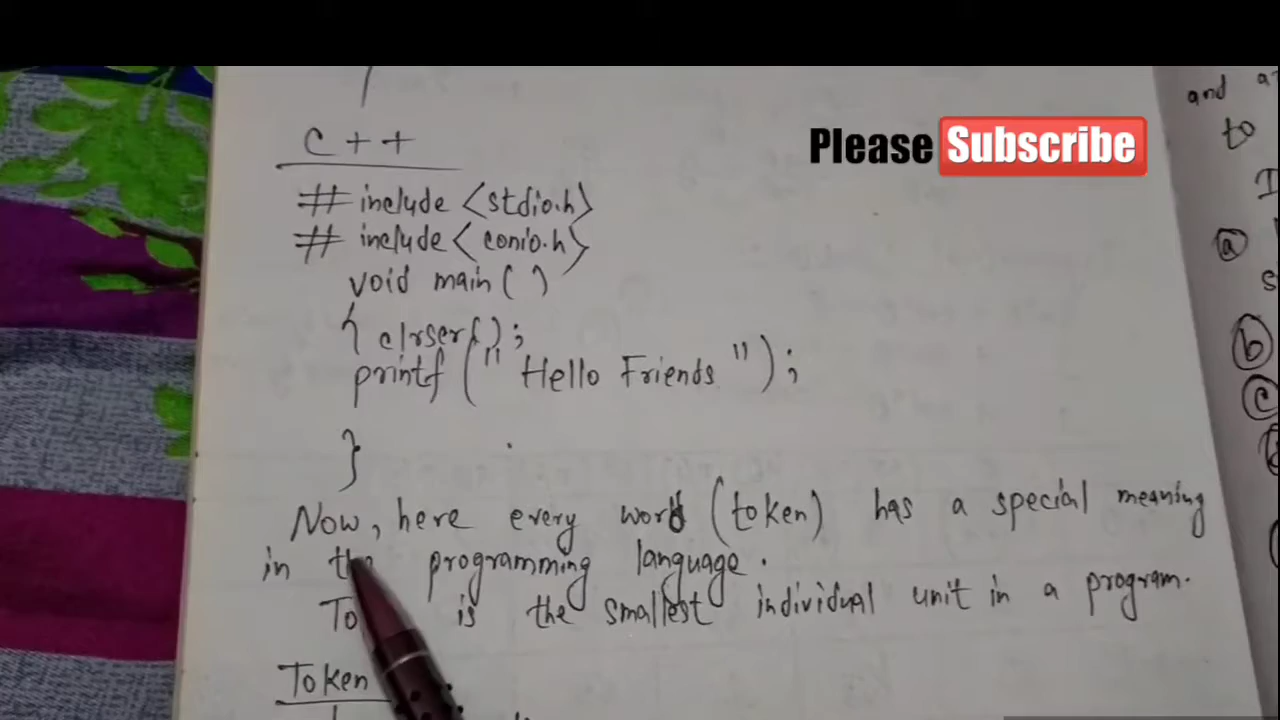 C++
Please Subscribe
# include <stdio.h>
# include <conio.h>
void main( )
{ clrscr();
printf (" Hello Friends ");
}
Now, here every word (token) has a special meaning
in the programming language.
To is the smallest individual unit in a program.
Token
and
to
I
a
b
c